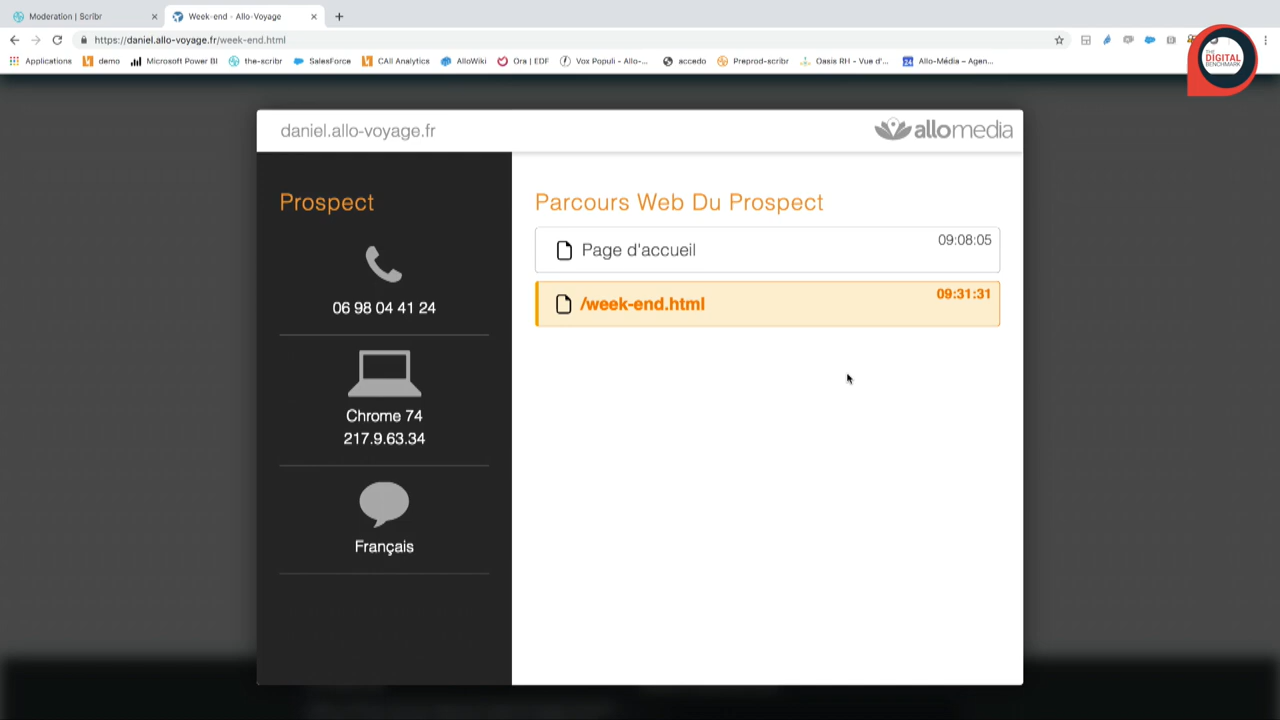 Moderation | Scribr
Week-end - Allo-Voyage
https://daniel.allo-voyage.fr/week-end.html
Applications
demo
Microsoft Power BI
the-scribr
SalesForce
CAll Analytics
AlloWiki
Ora | EDF
Vox Populi - Allo-...
accedo
Preprod-scribr
Oasis RH - Vue d'...
24
Allo-Média – Agen...
THE
DIGITAL
BENCHMARK
daniel.allo-voyage.fr
allomedia
Prospect
06 98 04 41 24
Chrome 74
217.9.63.34
Français
Parcours Web Du Prospect
Page d'accueil
09:08:05
/week-end.html
09:31:31